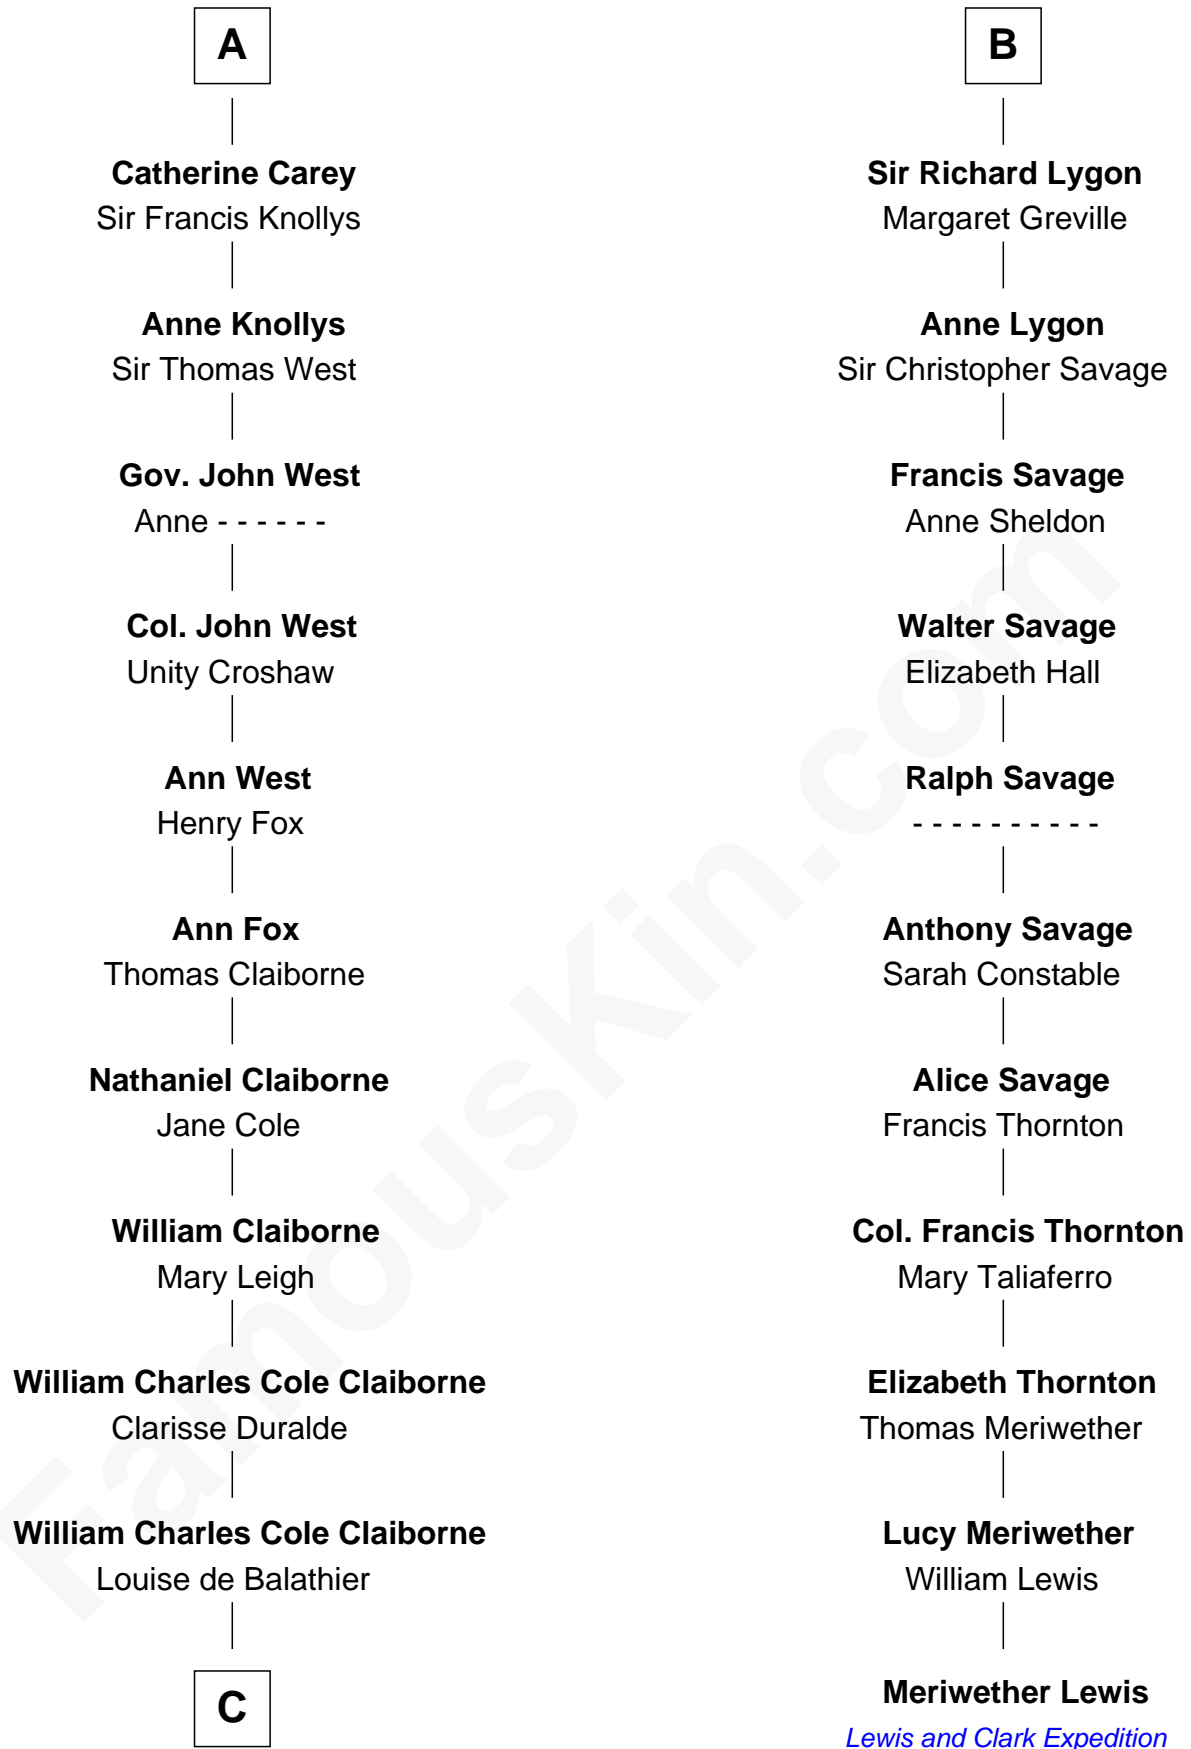 A
Catherine Carey
Sir Francis Knollys
Anne Knollys
Sir Thomas West
Gov. John West
Anne - - - - - -
Col. John West
Unity Croshaw
Ann West
Henry Fox
Ann Fox
Thomas Claiborne
Nathaniel Claiborne
Jane Cole
William Claiborne
Mary Leigh
William Charles Cole Claiborne
Clarisse Duralde
William Charles Cole Claiborne
Louise de Balathier
C
B
Sir Richard Lygon
Margaret Greville
Anne Lygon
Sir Christopher Savage
Francis Savage
Anne Sheldon
Walter Savage
Elizabeth Hall
Ralph Savage
- - - - - - - - - -
Anthony Savage
Sarah Constable
Alice Savage
Francis Thornton
Col. Francis Thornton
Mary Taliaferro
Elizabeth Thornton
Thomas Meriwether
Lucy Meriwether
William Lewis
Meriwether Lewis
Lewis and Clark Expedition
FamousKin.com